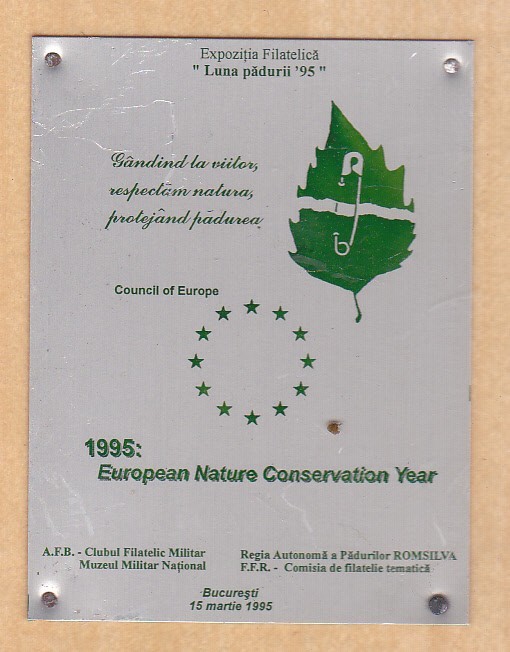 Expoziția Filatelică
" Luna pădurii '95 "
Gândind la viitor,
respectăm natura,
protejând pădurea
Council of Europe
1995:
European Nature Conservation Year
A.F.B. - Clubul Filatelic Militar
Muzeul Militar Național
Regia Autonomă a Pădurilor ROMSILVA
F.F.R. - Comisia de filatelie tematică
București
15 martie 1995